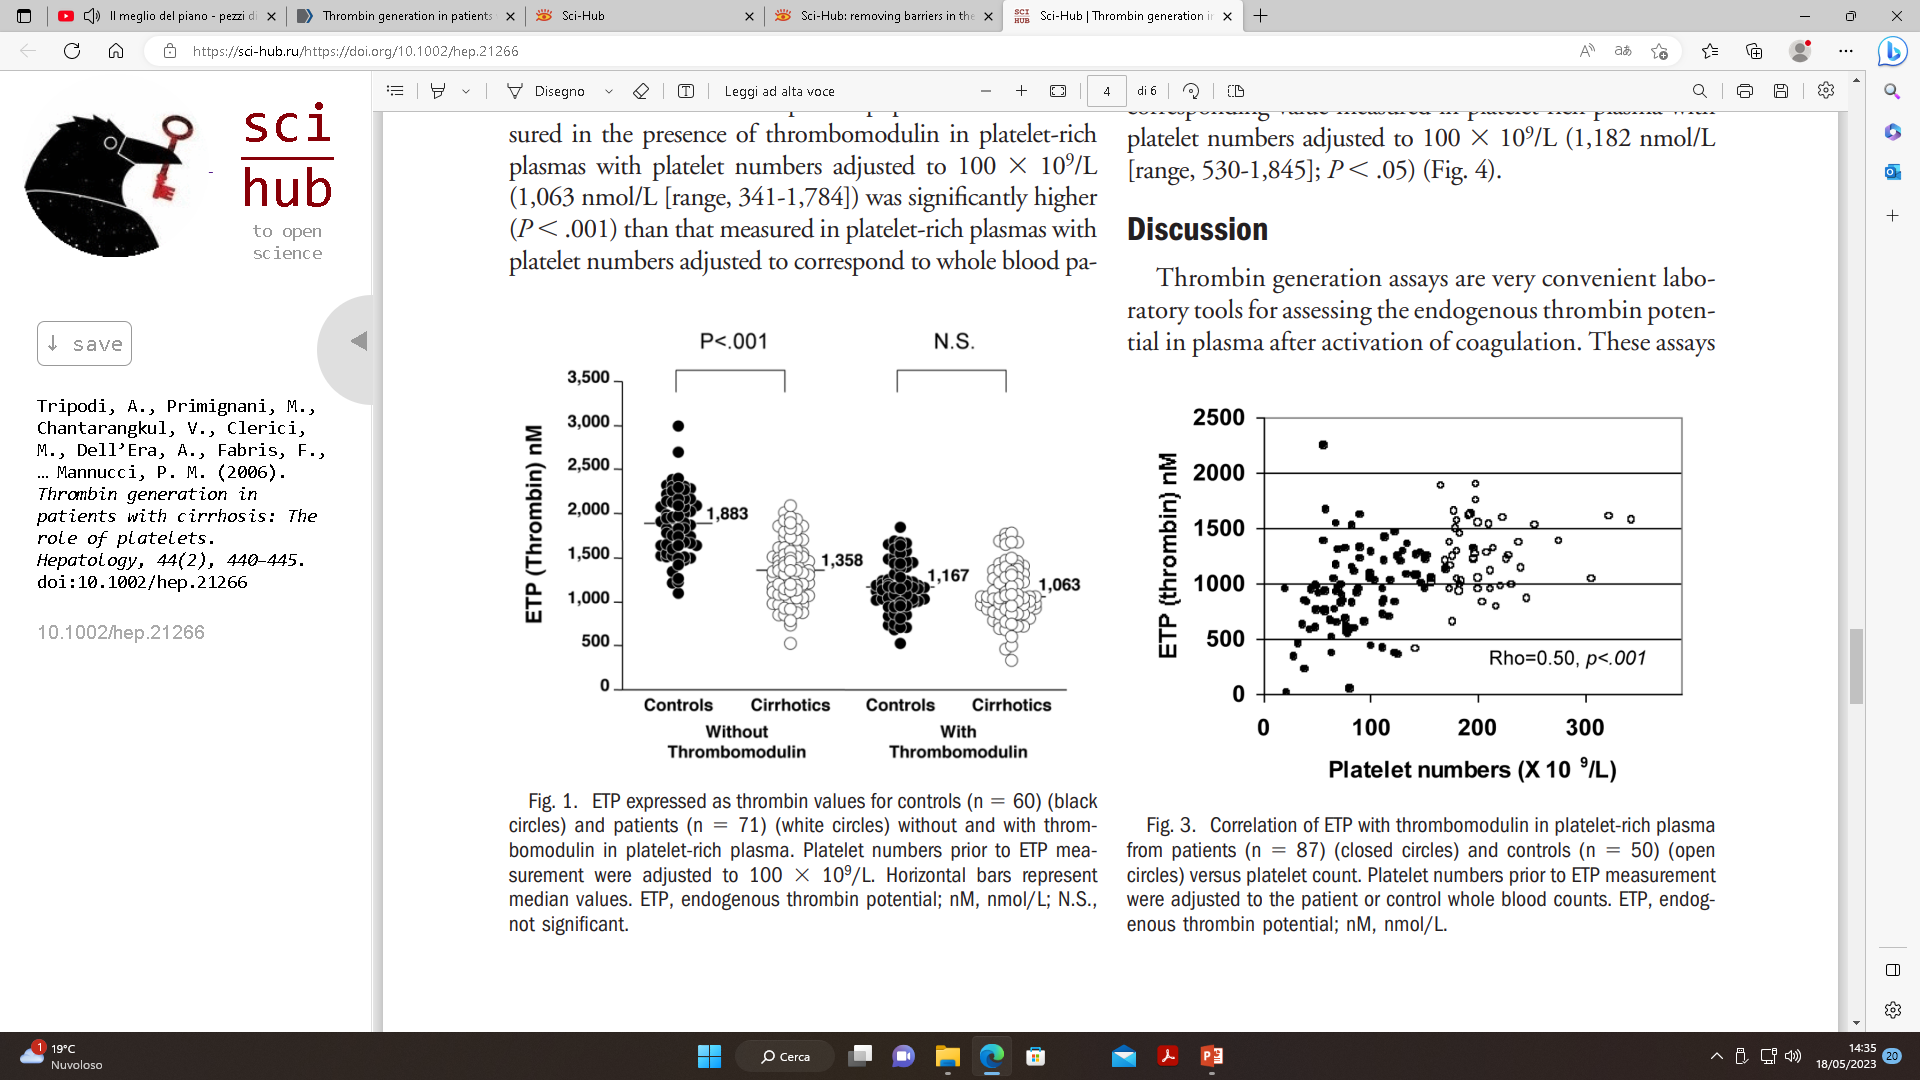 Il meglio del piano - pezzi di
Thrombin generation in patients
Sci-Hub
Sci-Hub: removing barriers in the
Sci-Hub | Thrombin generation in
https://sci-hub.ru/https://doi.org/10.1002/hep.21266
Disegno
Leggi ad alta voce
4
di 6
sci
hub
to open
science
↓ save
Tripodi, A., Primignani, M.,
Chantarangkul, V., Clerici,
M., Dell’Era, A., Fabris, F.,
… Mannucci, P. M. (2006).
Thrombin generation in
patients with cirrhosis: The
role of platelets.
Hepatology, 44(2), 440–445.
doi:10.1002/hep.21266
10.1002/hep.21266
sured in the presence of thrombomodulin in platelet-rich
plasmas with platelet numbers adjusted to 100 × 10⁹/L
(1,063 nmol/L [range, 341-1,784]) was significantly higher
(P < .001) than that measured in platelet-rich plasmas with
platelet numbers adjusted to correspond to whole blood pa-
P<.001
N.S.
3,500
3,000
2,500
2,000
1,500
1,000
500
0
ETP (Thrombin) nM
1,883
1,358
1,167
1,063
Controls
Cirrhotics
Controls
Cirrhotics
Without
Thrombomodulin
With
Thrombomodulin
Fig. 1. ETP expressed as thrombin values for controls (n = 60) (black
circles) and patients (n = 71) (white circles) without and with throm-
bomodulin in platelet-rich plasma. Platelet numbers prior to ETP mea-
surement were adjusted to 100 × 10⁹/L. Horizontal bars represent
median values. ETP, endogenous thrombin potential; nM, nmol/L; N.S.,
not significant.
corresponding value measured in platelet-rich plasma with
platelet numbers adjusted to 100 × 10⁹/L (1,182 nmol/L
[range, 530-1,845]; P < .05) (Fig. 4).
Discussion
Thrombin generation assays are very convenient labo-
ratory tools for assessing the endogenous thrombin poten-
tial in plasma after activation of coagulation. These assays
2500
2000
1500
1000
500
0
ETP (thrombin) nM
Rho=0.50, p<.001
0
100
200
300
Platelet numbers (X 10 ⁹/L)
Fig. 3. Correlation of ETP with thrombomodulin in platelet-rich plasma
from patients (n = 87) (closed circles) and controls (n = 50) (open
circles) versus platelet count. Platelet numbers prior to ETP measurement
were adjusted to the patient or control whole blood counts. ETP, endog-
enous thrombin potential; nM, nmol/L.
1
19°C
Nuvoloso
Cerca
14:35
18/05/2023
20